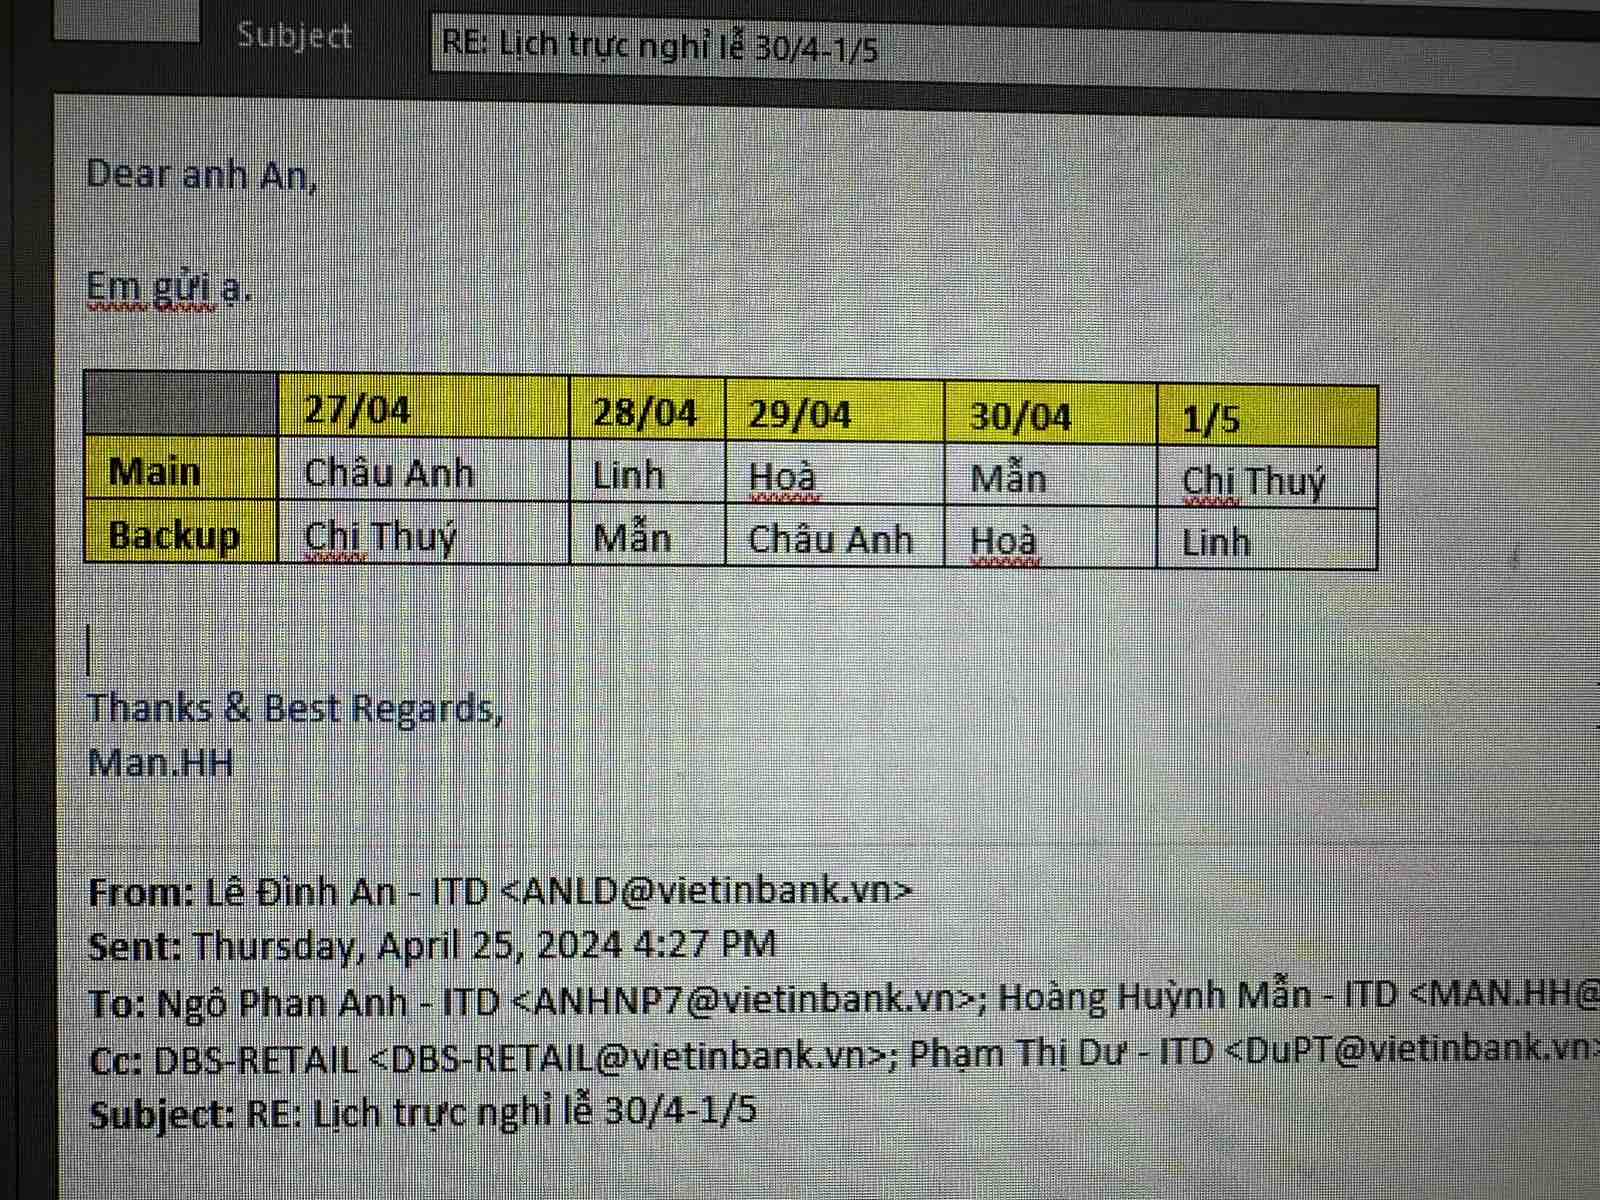 Subject RE: Lịch trực nghỉ lễ 30/4-1/5
Dear anh An,
Em gửi ạ.
27/04 28/04 29/04 30/04 1/5
Main Châu Anh Linh Hoà Mẫn Chị Thuý
Backup Chị Thuý Mẫn Châu Anh Hoà Linh
Thanks & Best Regards,
Man.HH
From: Lê Đình An - ITD <ANLD@vietinbank.vn>
Sent: Thursday, April 25, 2024 4:27 PM
To: Ngô Phan Anh - ITD <ANHNP7@vietinbank.vn>; Hoàng Huỳnh Mẫn - ITD <MAN.HH@
Cc: DBS-RETAIL <DBS-RETAIL@vietinbank.vn>; Phạm Thị Dư - ITD <DuPT@vietinbank.vn>
Subject: RE: Lịch trực nghỉ lễ 30/4-1/5